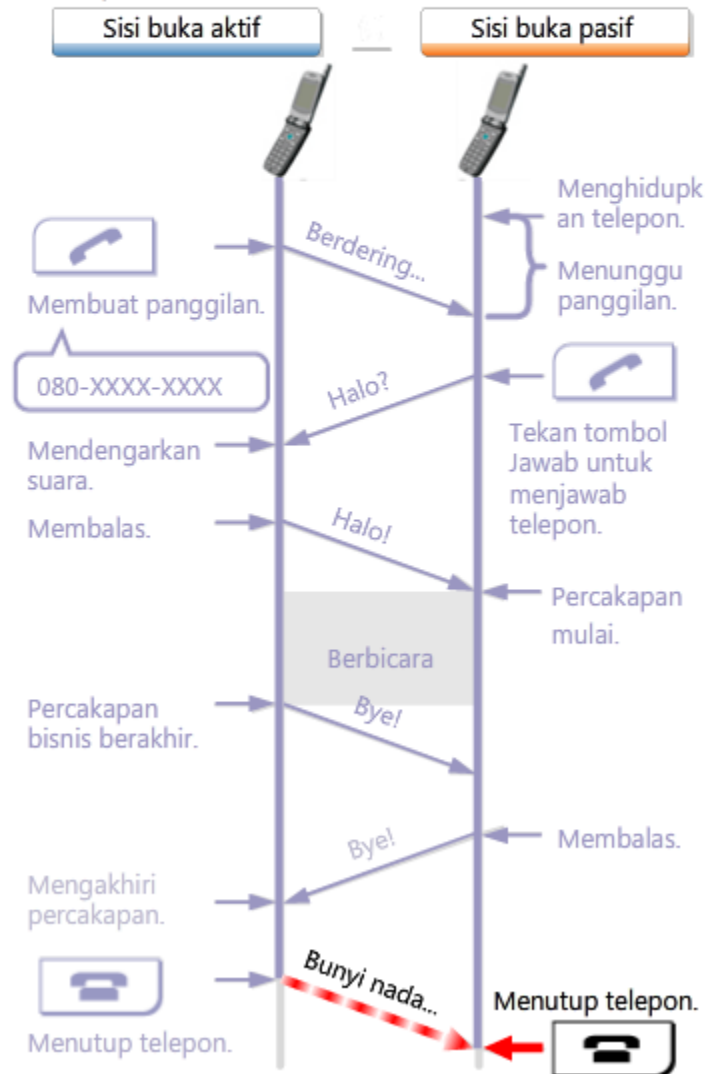 Sisi buka aktif
Sisi buka pasif
Menghidupk
an telepon.
Berdering...
Menunggu
panggilan.
Membuat panggilan.
080-XXXX-XXXX
Halo?
Tekan tombol
Jawab untuk
menjawab
telepon.
Mendengarkan
suara.
Membalas.
Halo!
Percakapan
mulai.
Berbicara
Percakapan
bisnis berakhir.
Bye!
Membalas.
Bye!
Mengakhiri
percakapan.
Bunyi nada...
Menutup telepon.
Menutup telepon.